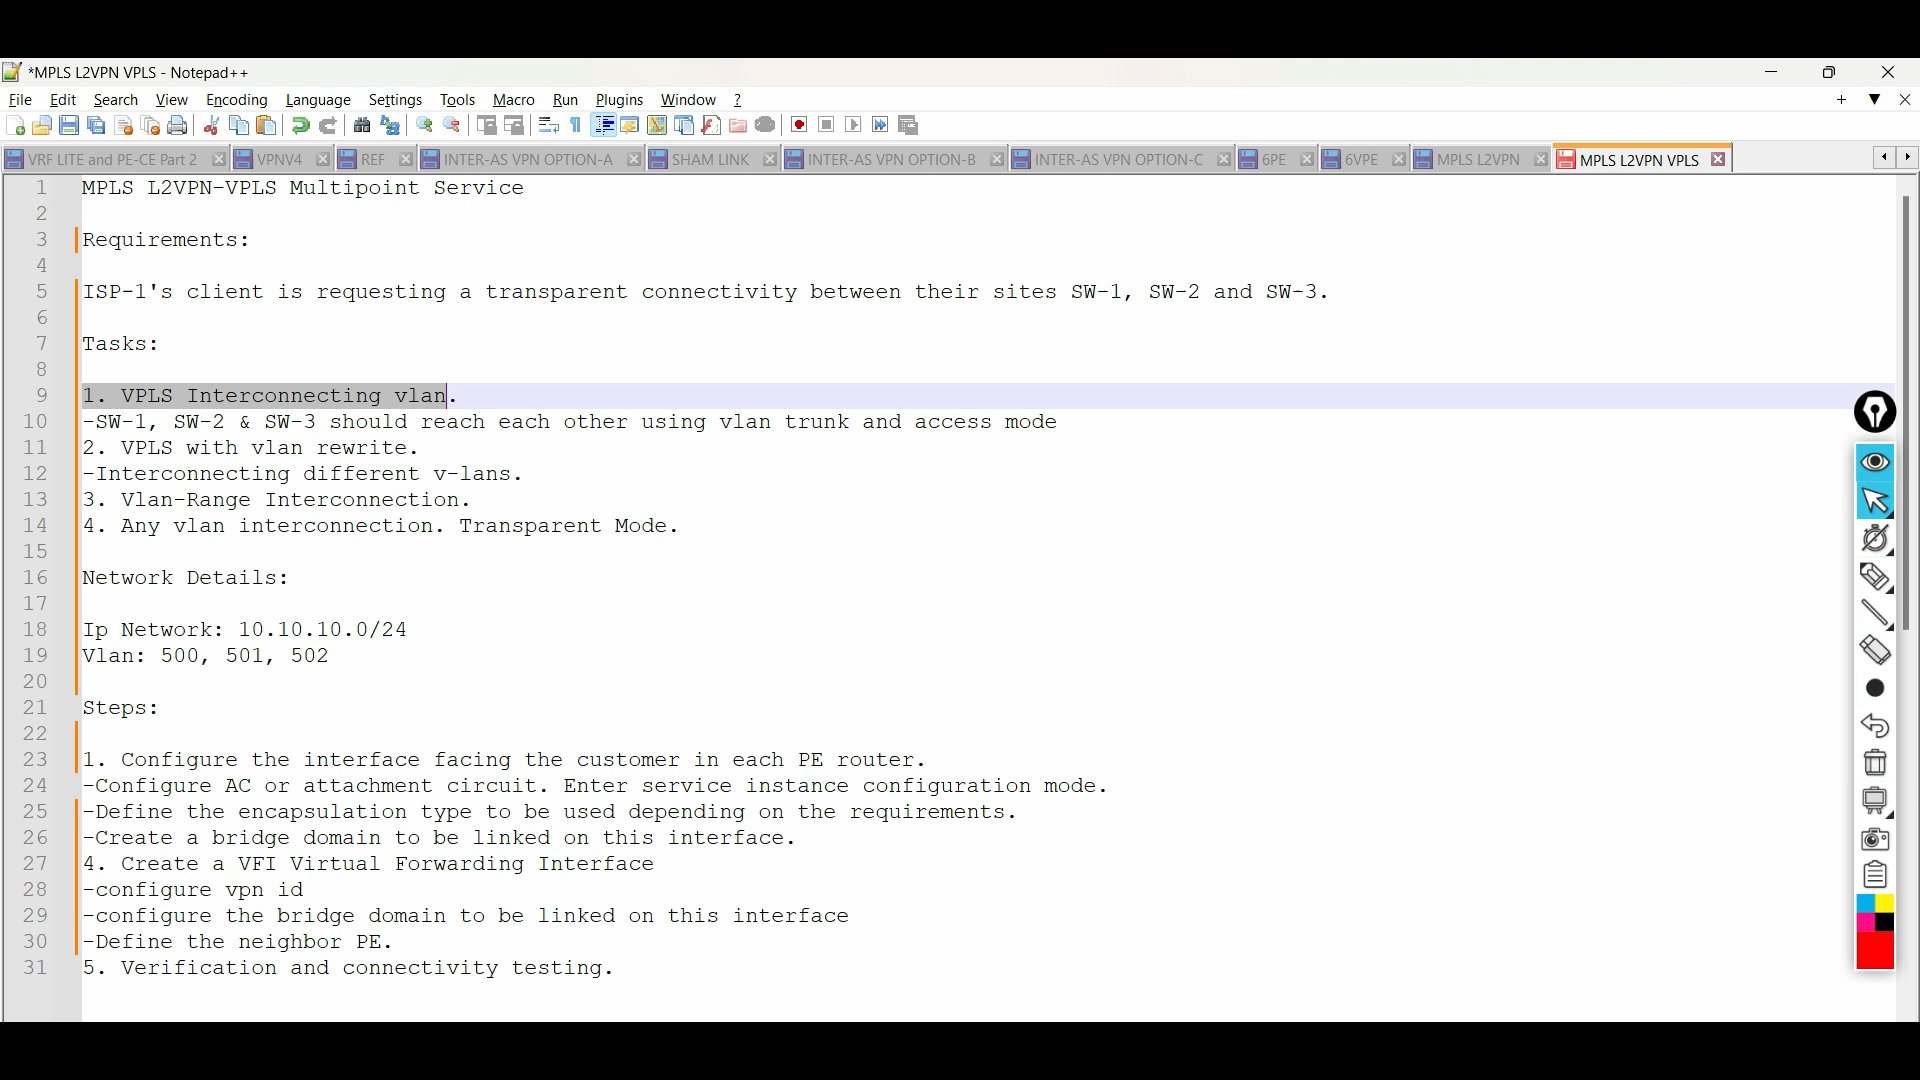 *MPLS L2VPN VPLS - Notepad++
File Edit Search View Encoding Language Settings Tools Macro Run Plugins Window ?
VRF LITE and PE-CE Part 2 VPNV4 REF INTER-AS VPN OPTION-A SHAM LINK INTER-AS VPN OPTION-B INTER-AS VPN OPTION-C 6PE 6VPE MPLS L2VPN MPLS L2VPN VPLS
1 MPLS L2VPN-VPLS Multipoint Service
2
3 Requirements:
4
5 ISP-1's client is requesting a transparent connectivity between their sites SW-1, SW-2 and SW-3.
6
7 Tasks:
8
9 1. VPLS Interconnecting vlan.
10 -SW-1, SW-2 & SW-3 should reach each other using vlan trunk and access mode
11 2. VPLS with vlan rewrite.
12 -Interconnecting different v-lans.
13 3. Vlan-Range Interconnection.
14 4. Any vlan interconnection. Transparent Mode.
15
16 Network Details:
17
18 Ip Network: 10.10.10.0/24
19 Vlan: 500, 501, 502
20
21 Steps:
22
23 1. Configure the interface facing the customer in each PE router.
24 -Configure AC or attachment circuit. Enter service instance configuration mode.
25 -Define the encapsulation type to be used depending on the requirements.
26 -Create a bridge domain to be linked on this interface.
27 4. Create a VFI Virtual Forwarding Interface
28 -configure vpn id
29 -configure the bridge domain to be linked on this interface
30 -Define the neighbor PE.
31 5. Verification and connectivity testing.